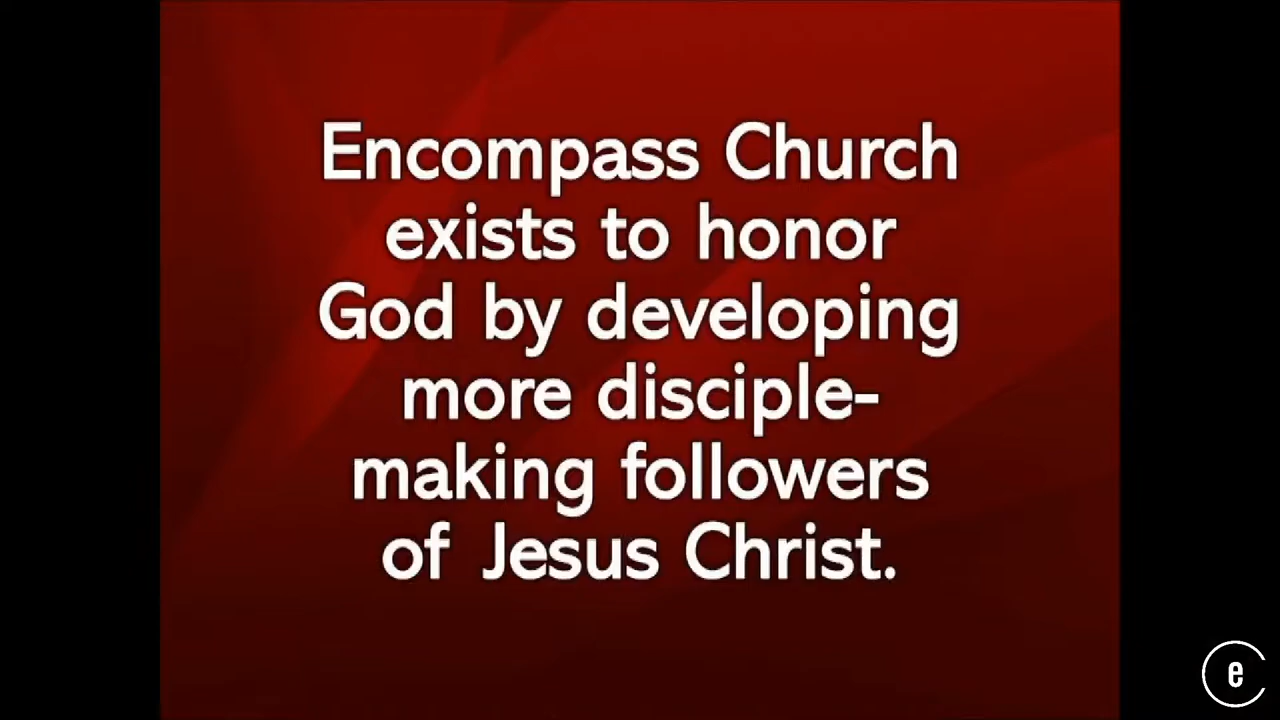 Encompass Church
exists to honor
God by developing
more disciple-
making followers
of Jesus Christ.
e